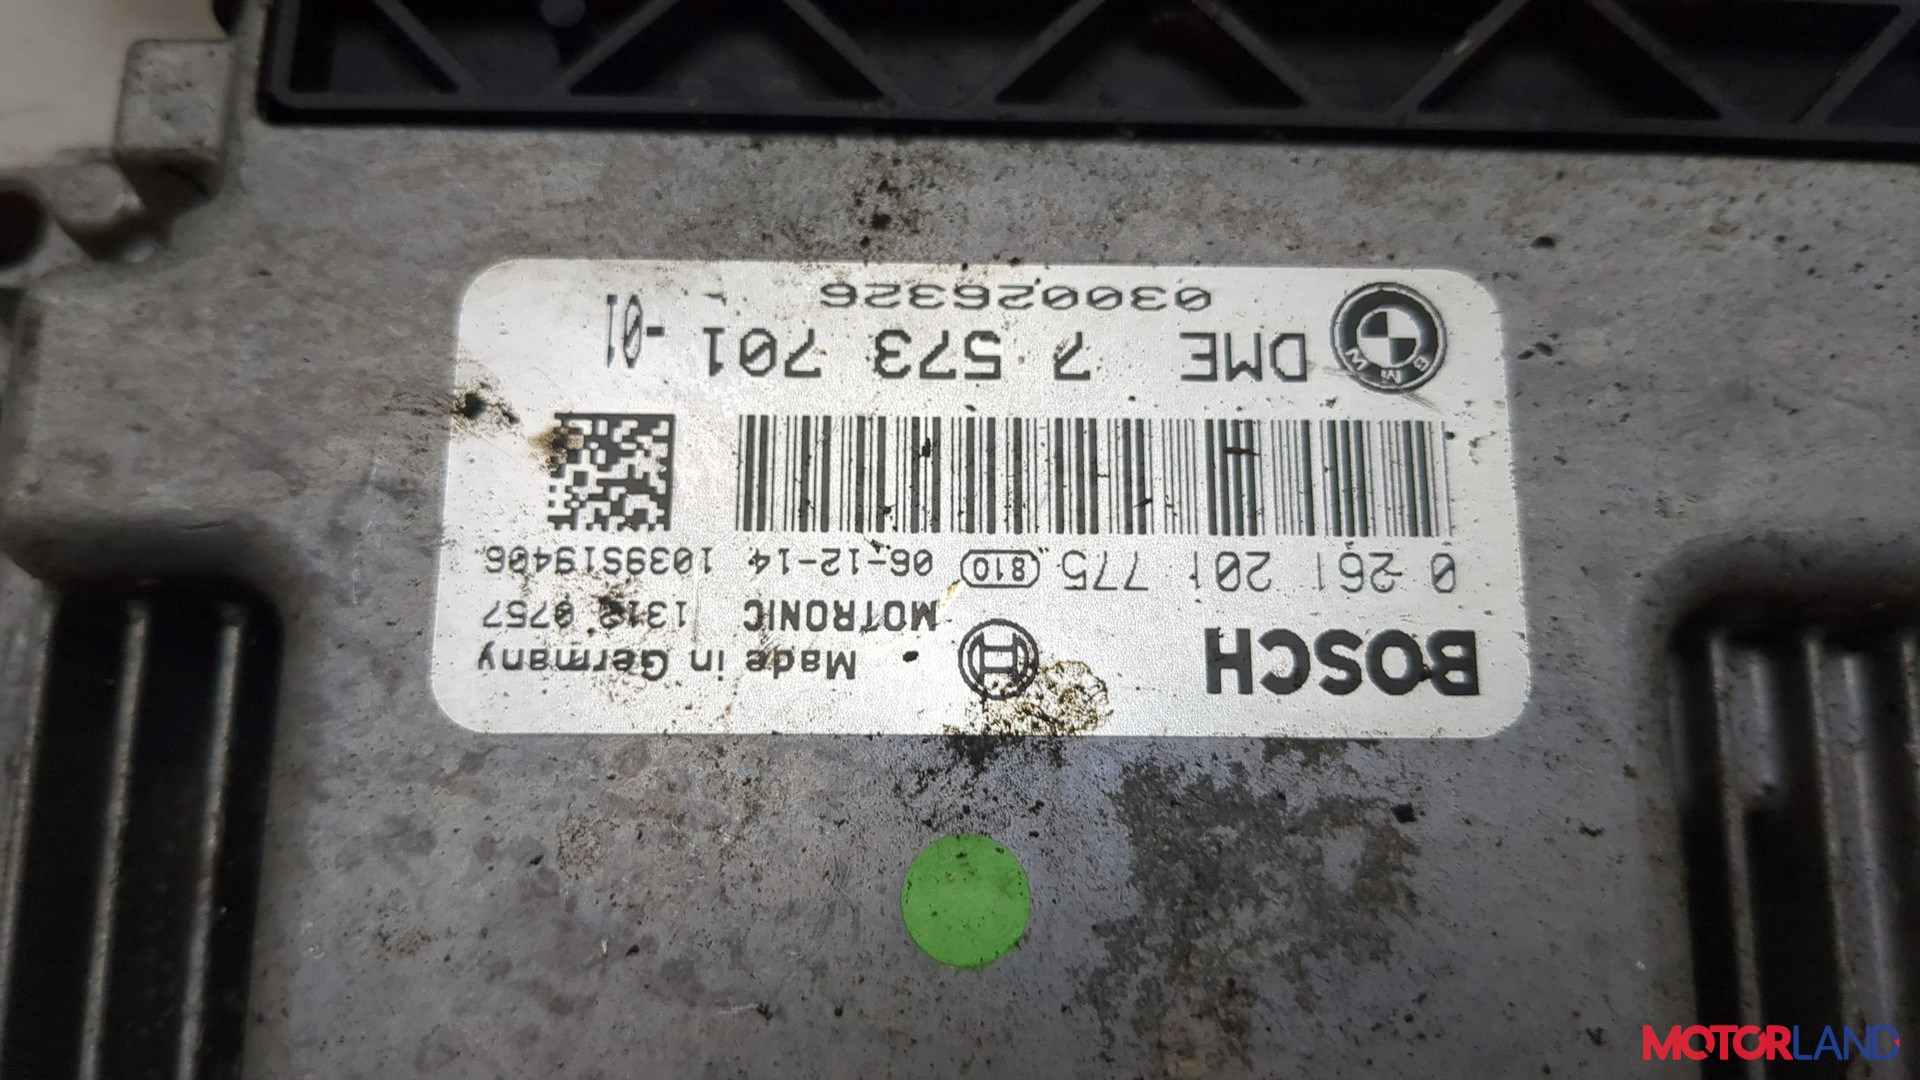 BOSCH Made in Germany
MOTRONIC 1312 0757
0 261 201 775 810 06-12-14 1039S19406
BMW DME 7 573 701 -01
030026326
MOTORLAND